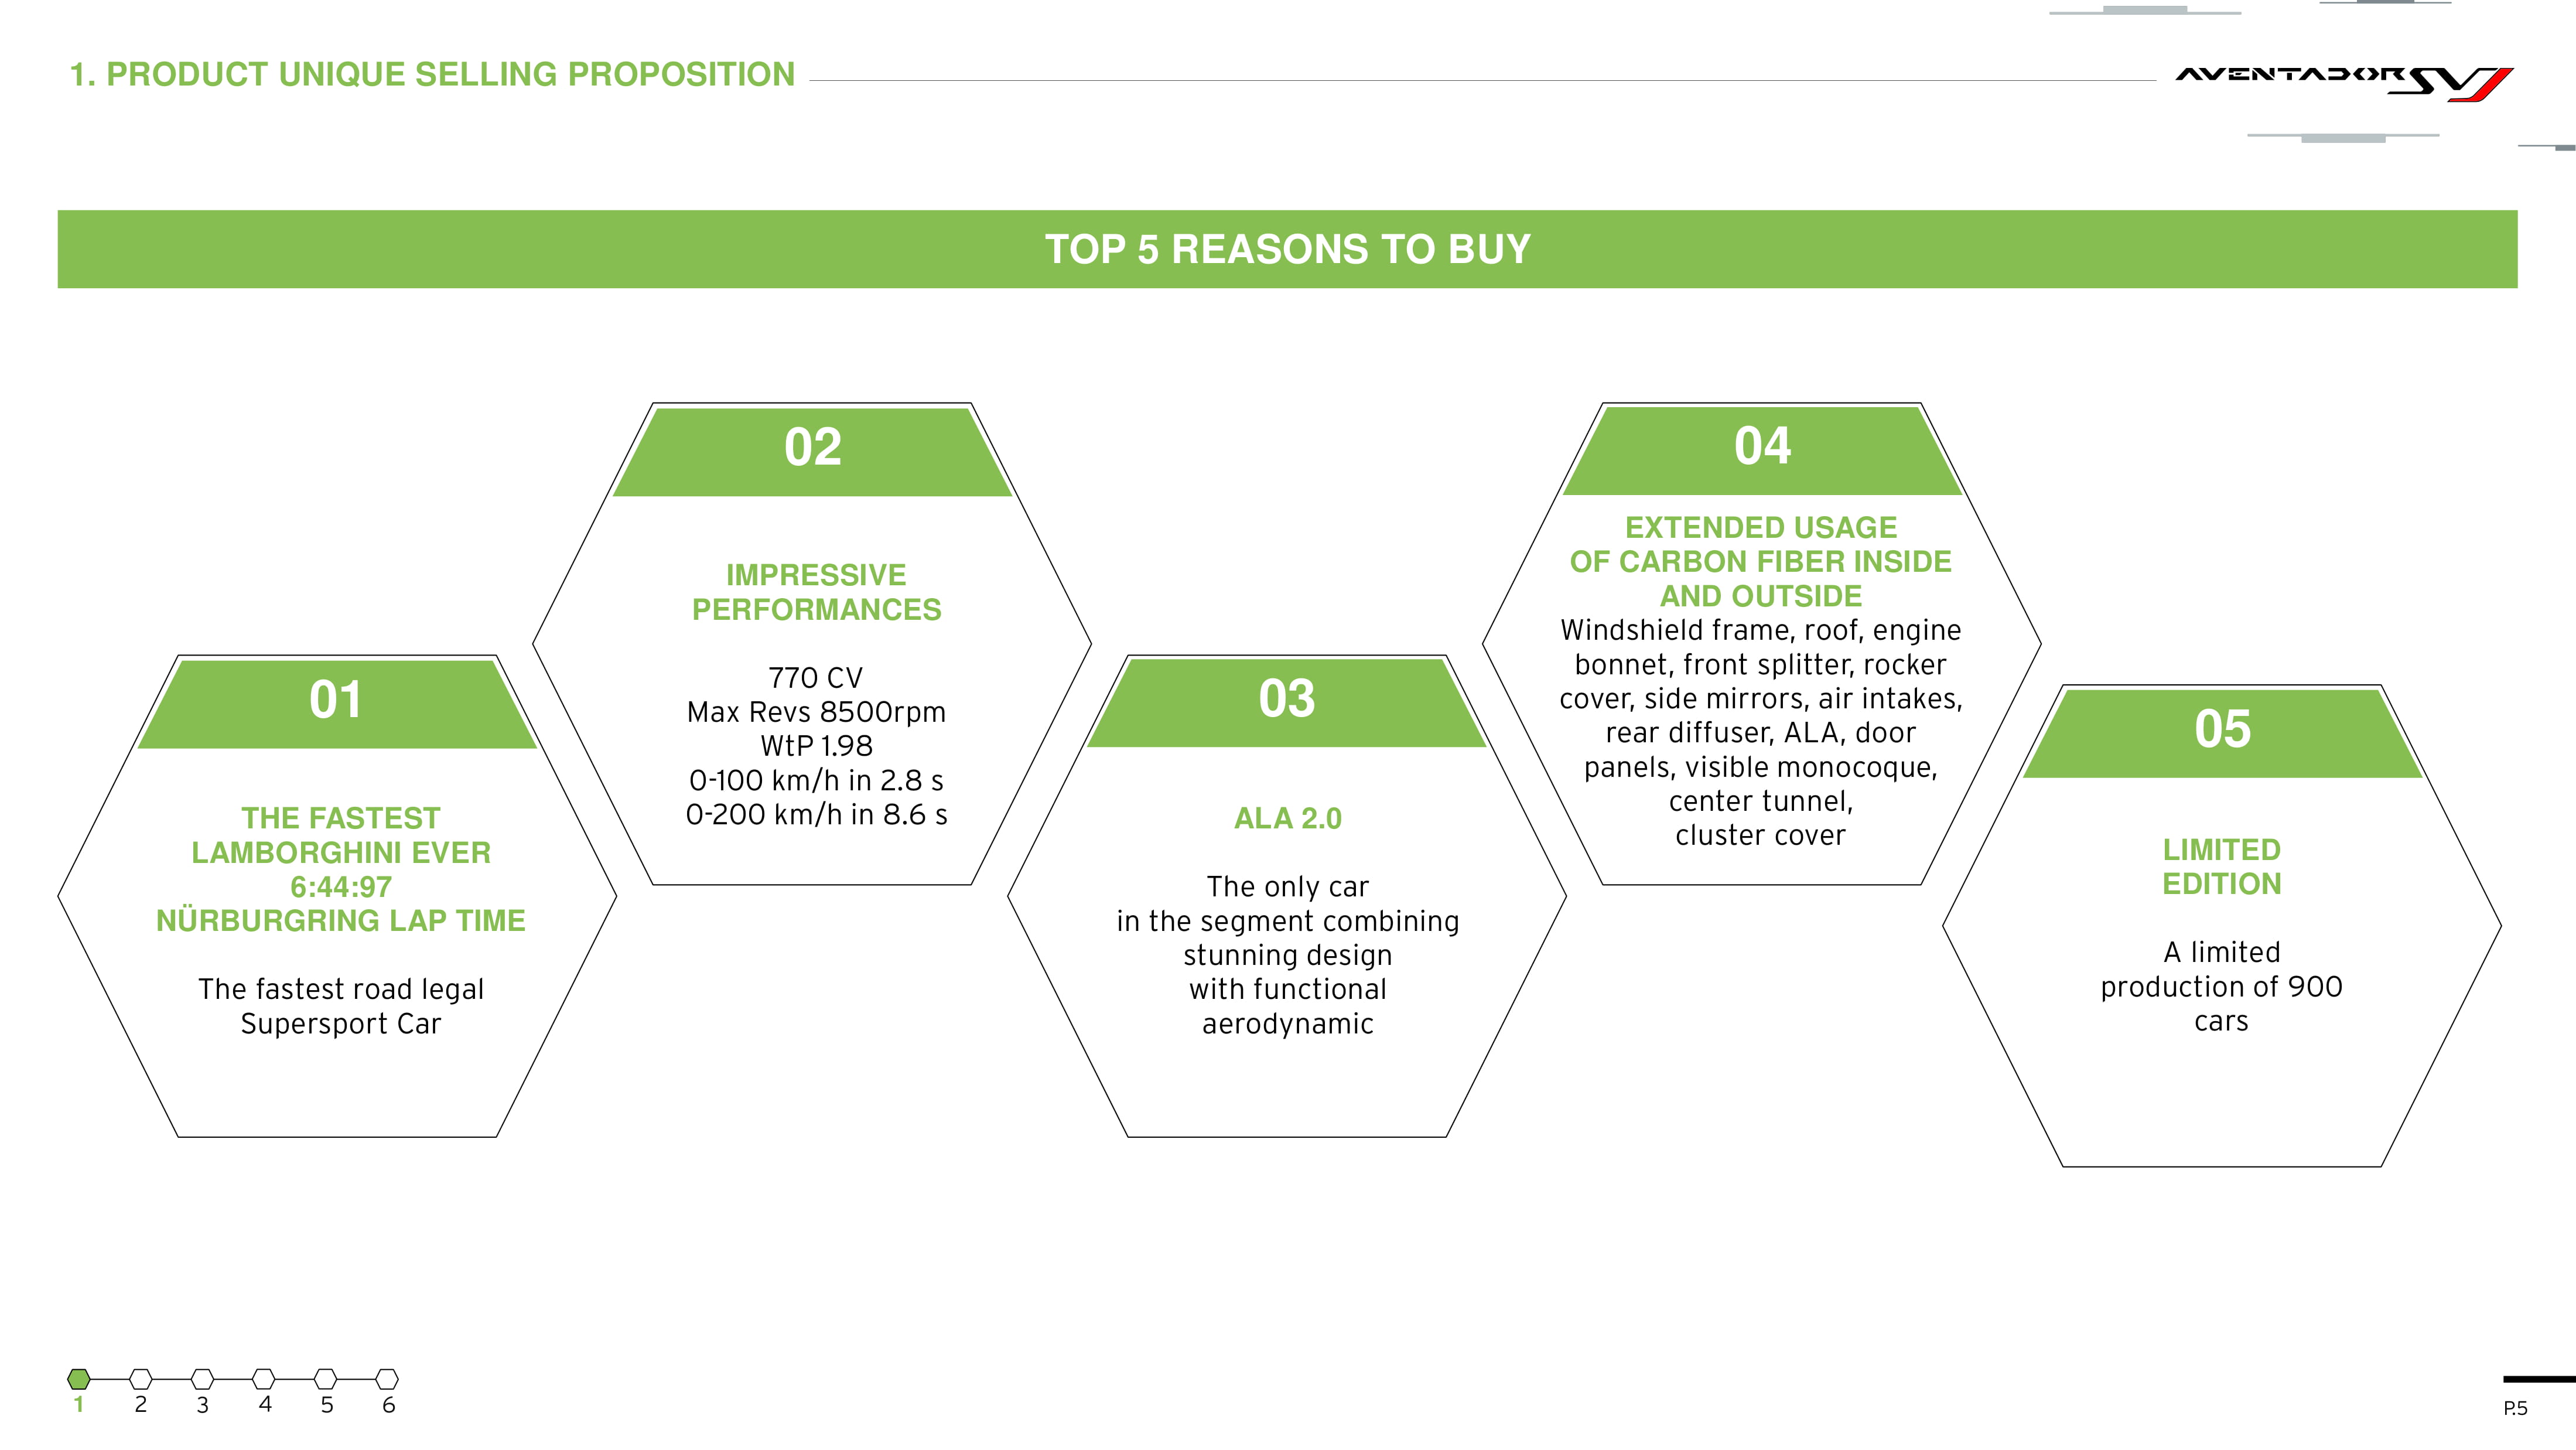 1. PRODUCT UNIQUE SELLING PROPOSITION
AVENTADOR SVJ
TOP 5 REASONS TO BUY
01
THE FASTEST
LAMBORGHINI EVER
6:44:97
NÜRBURGRING LAP TIME
The fastest road legal
Supersport Car
02
IMPRESSIVE
PERFORMANCES
770 CV
Max Revs 8500rpm
WtP 1.98
0-100 km/h in 2.8 s
0-200 km/h in 8.6 s
03
ALA 2.0
The only car
in the segment combining
stunning design
with functional
aerodynamic
04
EXTENDED USAGE
OF CARBON FIBER INSIDE
AND OUTSIDE
Windshield frame, roof, engine
bonnet, front splitter, rocker
cover, side mirrors, air intakes,
rear diffuser, ALA, door
panels, visible monocoque,
center tunnel,
cluster cover
05
LIMITED
EDITION
A limited
production of 900
cars
1 2 3 4 5 6
P.5